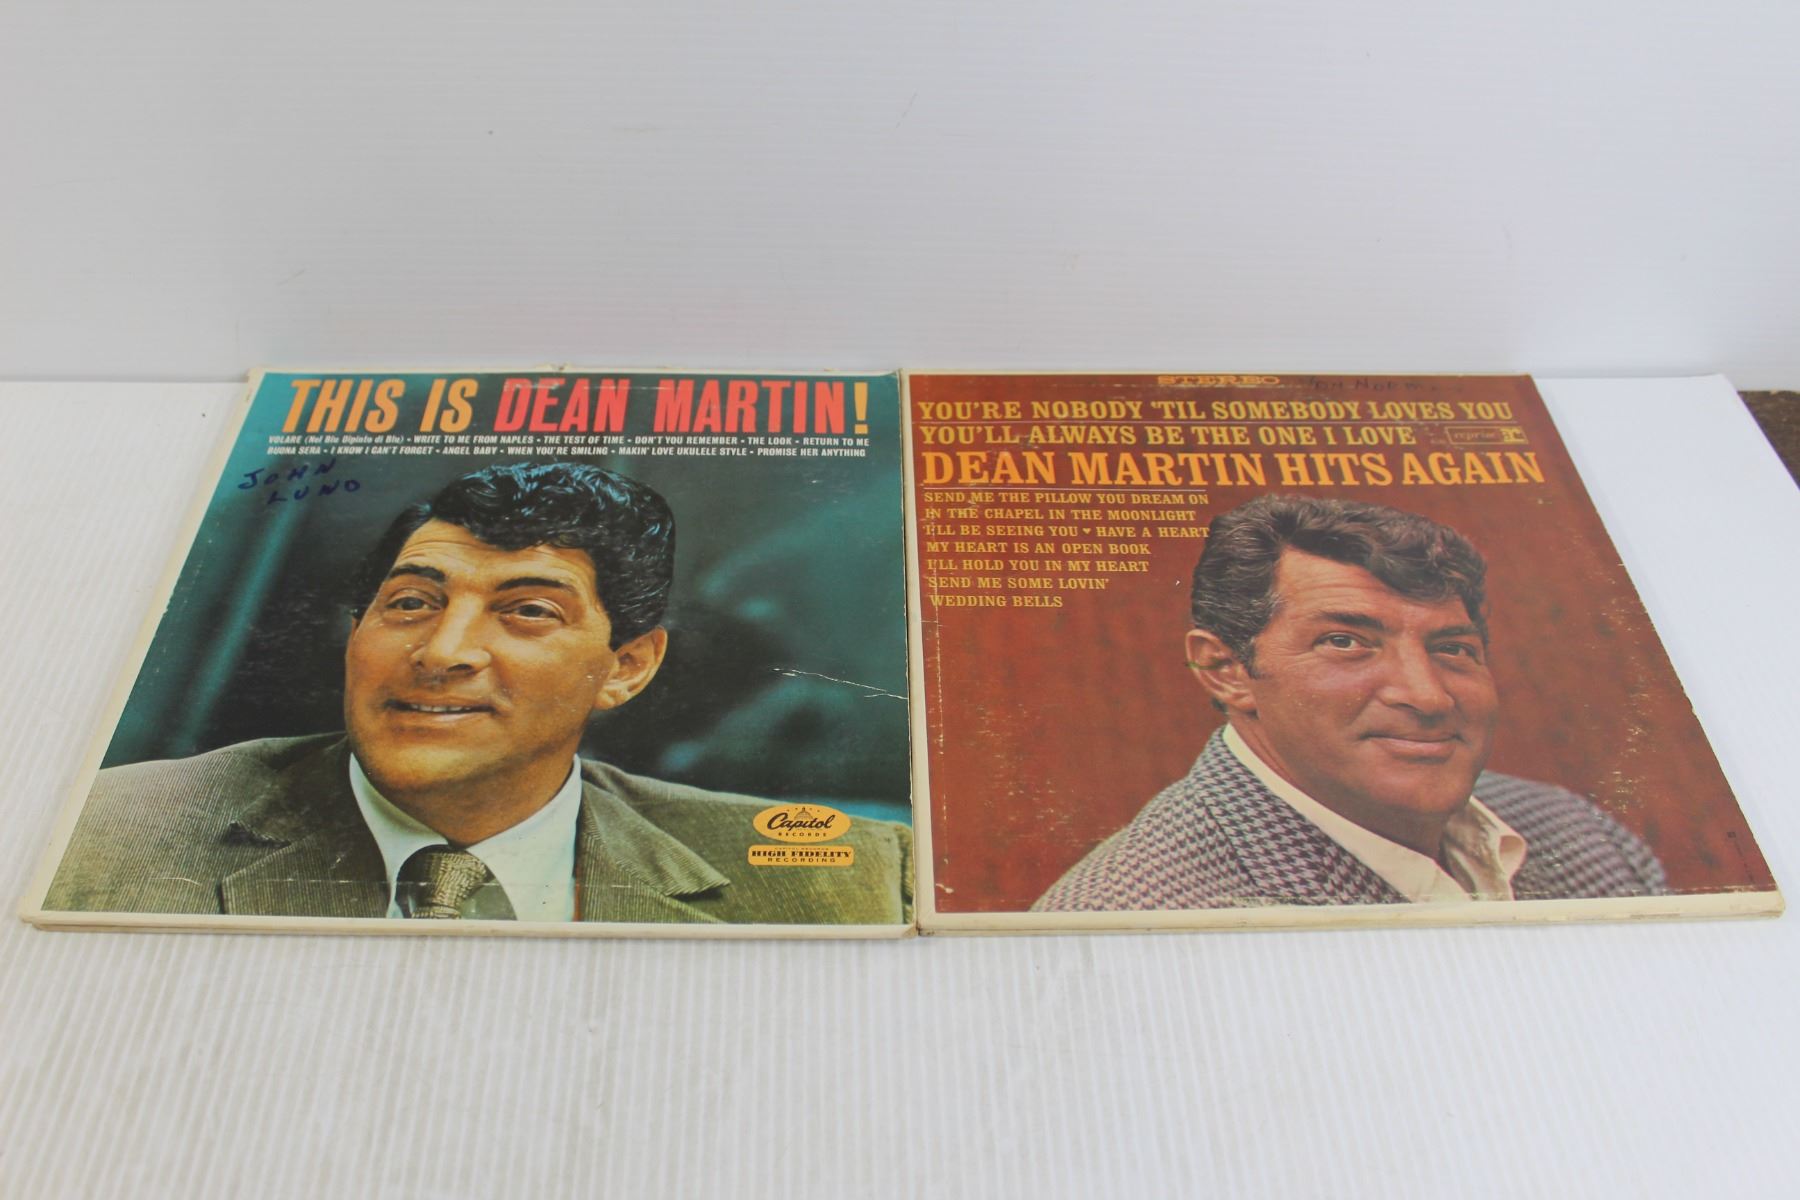 THIS IS DEAN MARTIN!
VOLARE (Nel Blu Dipinto di Blu) • WRITE TO ME FROM NAPLES • THE TEST OF TIME • DON'T YOU REMEMBER • THE LOOK • RETURN TO ME
BUONA SERA • I KNOW I CAN'T FORGET • ANGEL BABY • WHEN YOU'RE SMILING • MAKIN' LOVE UKULELE STYLE • PROMISE HER ANYTHING
JOHN
LUND
Capitol
RECORDS
CAPITOL RECORDS
HIGH FIDELITY
RECORDING
STEREO
YOU'RE NOBODY 'TIL SOMEBODY LOVES YOU
YOU'LL ALWAYS BE THE ONE I LOVE
reprise
DEAN MARTIN HITS AGAIN
SEND ME THE PILLOW YOU DREAM ON
IN THE CHAPEL IN THE MOONLIGHT
I'LL BE SEEING YOU ♥ HAVE A HEART
MY HEART IS AN OPEN BOOK
I'LL HOLD YOU IN MY HEART
SEND ME SOME LOVIN'
WEDDING BELLS